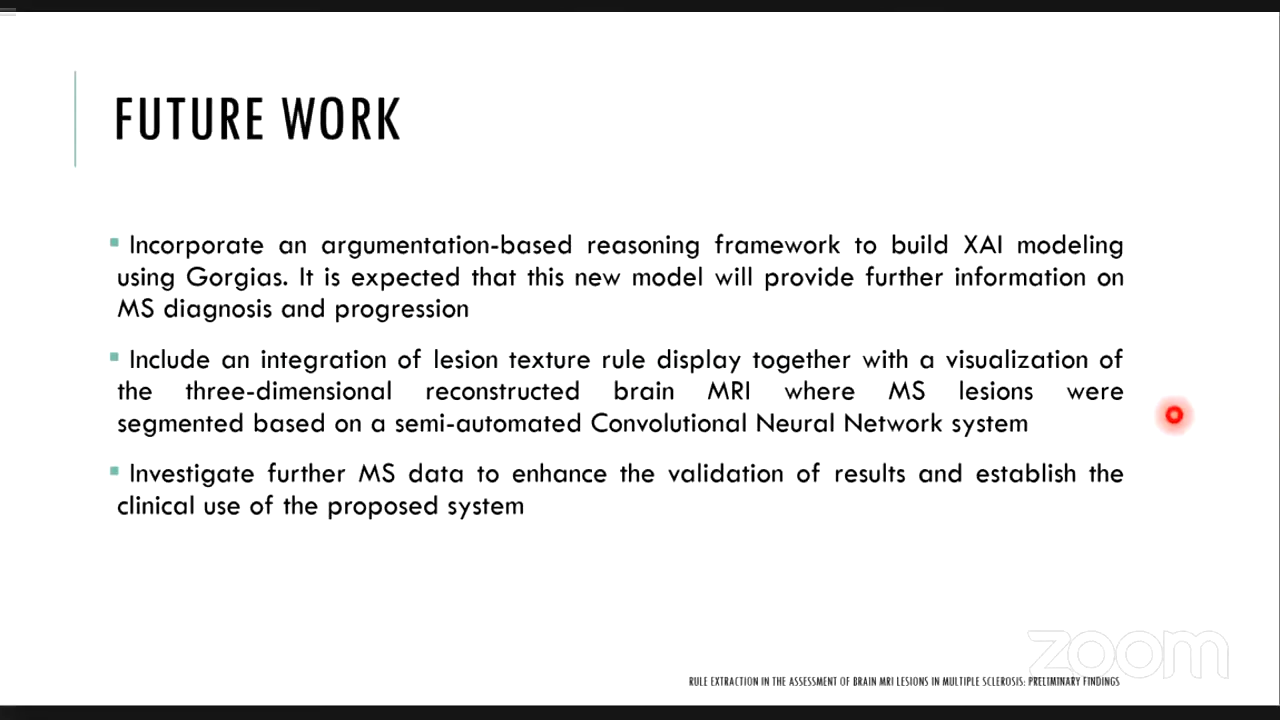 FUTURE WORK
Incorporate an argumentation-based reasoning framework to build XAI modeling
using Gorgias. It is expected that this new model will provide further information on
MS diagnosis and progression
Include an integration of lesion texture rule display together with a visualization of
the three-dimensional reconstructed brain MRI where MS lesions were
segmented based on a semi-automated Convolutional Neural Network system
Investigate further MS data to enhance the validation of results and establish the
clinical use of the proposed system
zoom
RULE EXTRACTION IN THE ASSESSMENT OF BRAIN MRI LESIONS IN MULTIPLE SCLEROSIS: PRELIMINARY FINDINGS